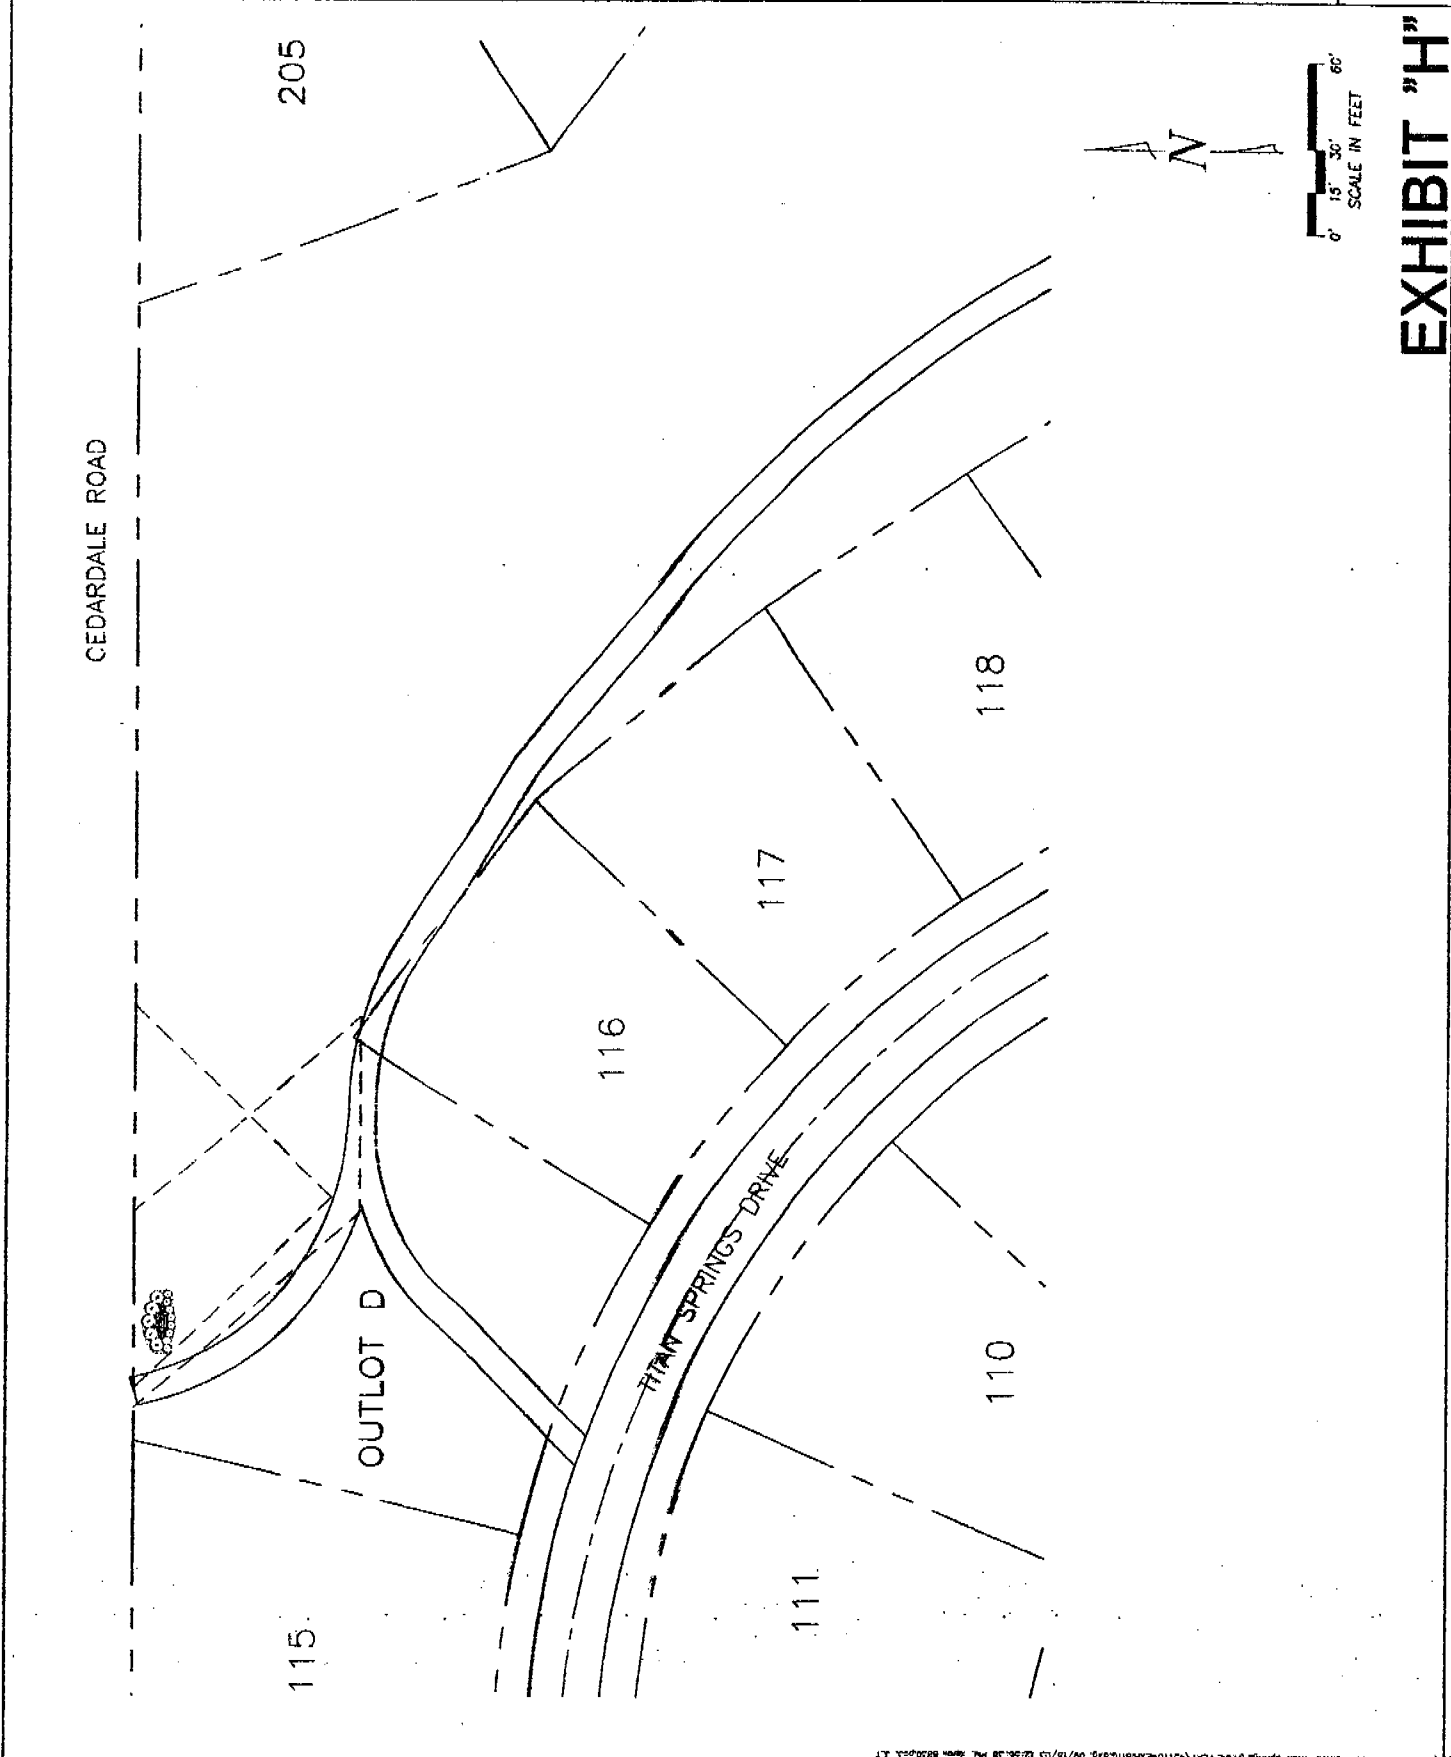 205
CEDARDALE ROAD
118
117
116
TITAN SPRINGS DRIVE
OUTLOT D
110
111
115
N
0' 15' 30' 60'
SCALE IN FEET
EXHIBIT "H"